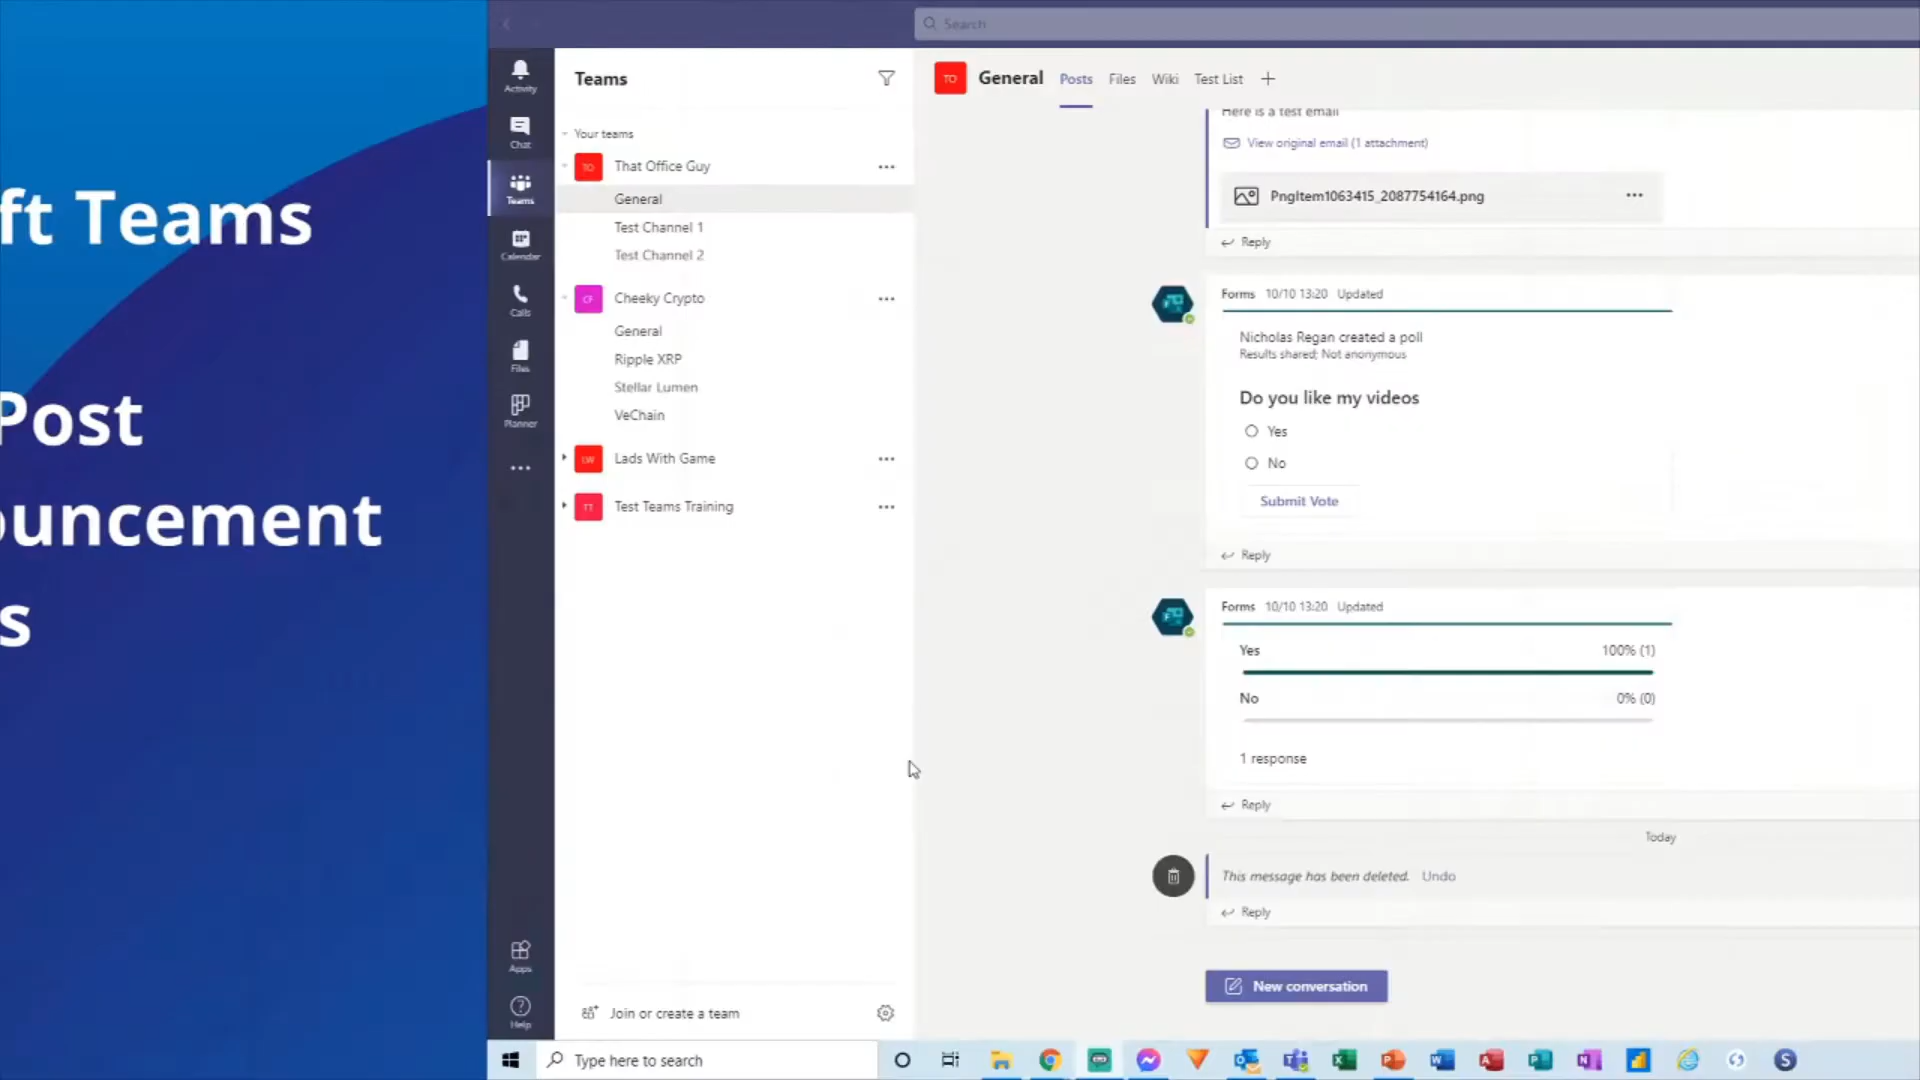 ft Teams
Post
ouncement
s
Search
Activity
Chat
Teams
Calendar
Calls
Files
Planner
Apps
Help
Teams
Your teams
TO That Office Guy
General
Test Channel 1
Test Channel 2
CF Cheeky Crypto
General
Ripple XRP
Stellar Lumen
VeChain
LW Lads With Game
TT Test Teams Training
Join or create a team
TO General Posts Files Wiki Test List
Here is a test email
View original email (1 attachment)
PngItem1063415_2087754164.png
Reply
Forms 10/10 13:20 Updated
Nicholas Regan created a poll
Results shared; Not anonymous
Do you like my videos
Yes
No
Submit Vote
Reply
Forms 10/10 13:20 Updated
Yes 100% (1)
No 0% (0)
1 response
Reply
Today
This message has been deleted. Undo
Reply
New conversation
Type here to search